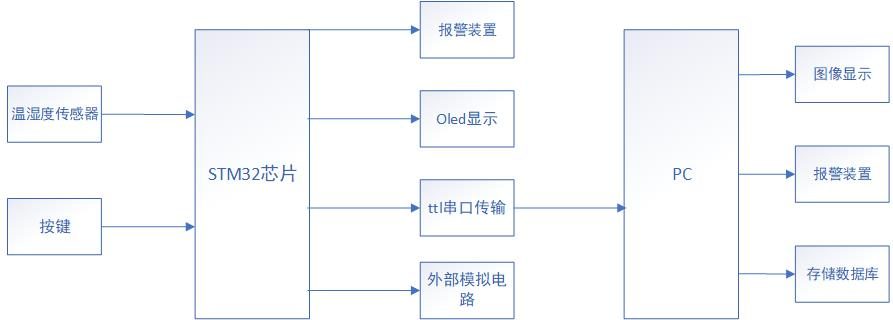 温湿度传感器
按键
STM32芯片
报警装置
Oled显示
ttl串口传输
外部模拟电
路
PC
图像显示
报警装置
存储数据库